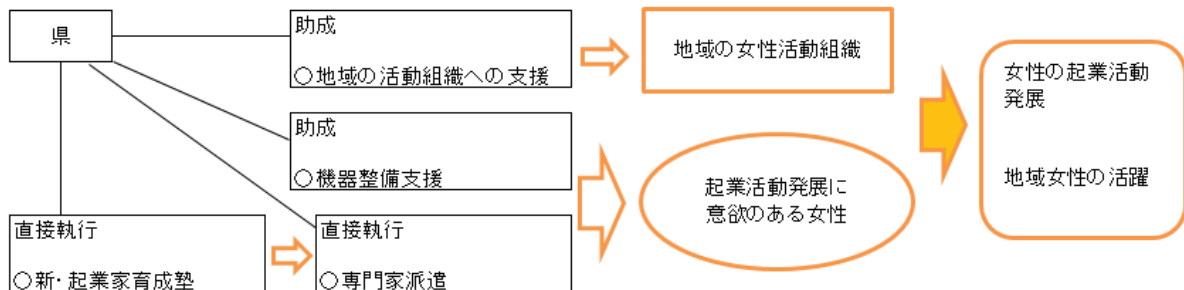 県
助成
○地域の活動組織への支援
地域の女性活動組織
女性の起業活動
発展
地域女性の活躍
助成
○機器整備支援
起業活動発展に
意欲のある女性
直接執行
○新・起業家育成塾
直接執行
○専門家派遣